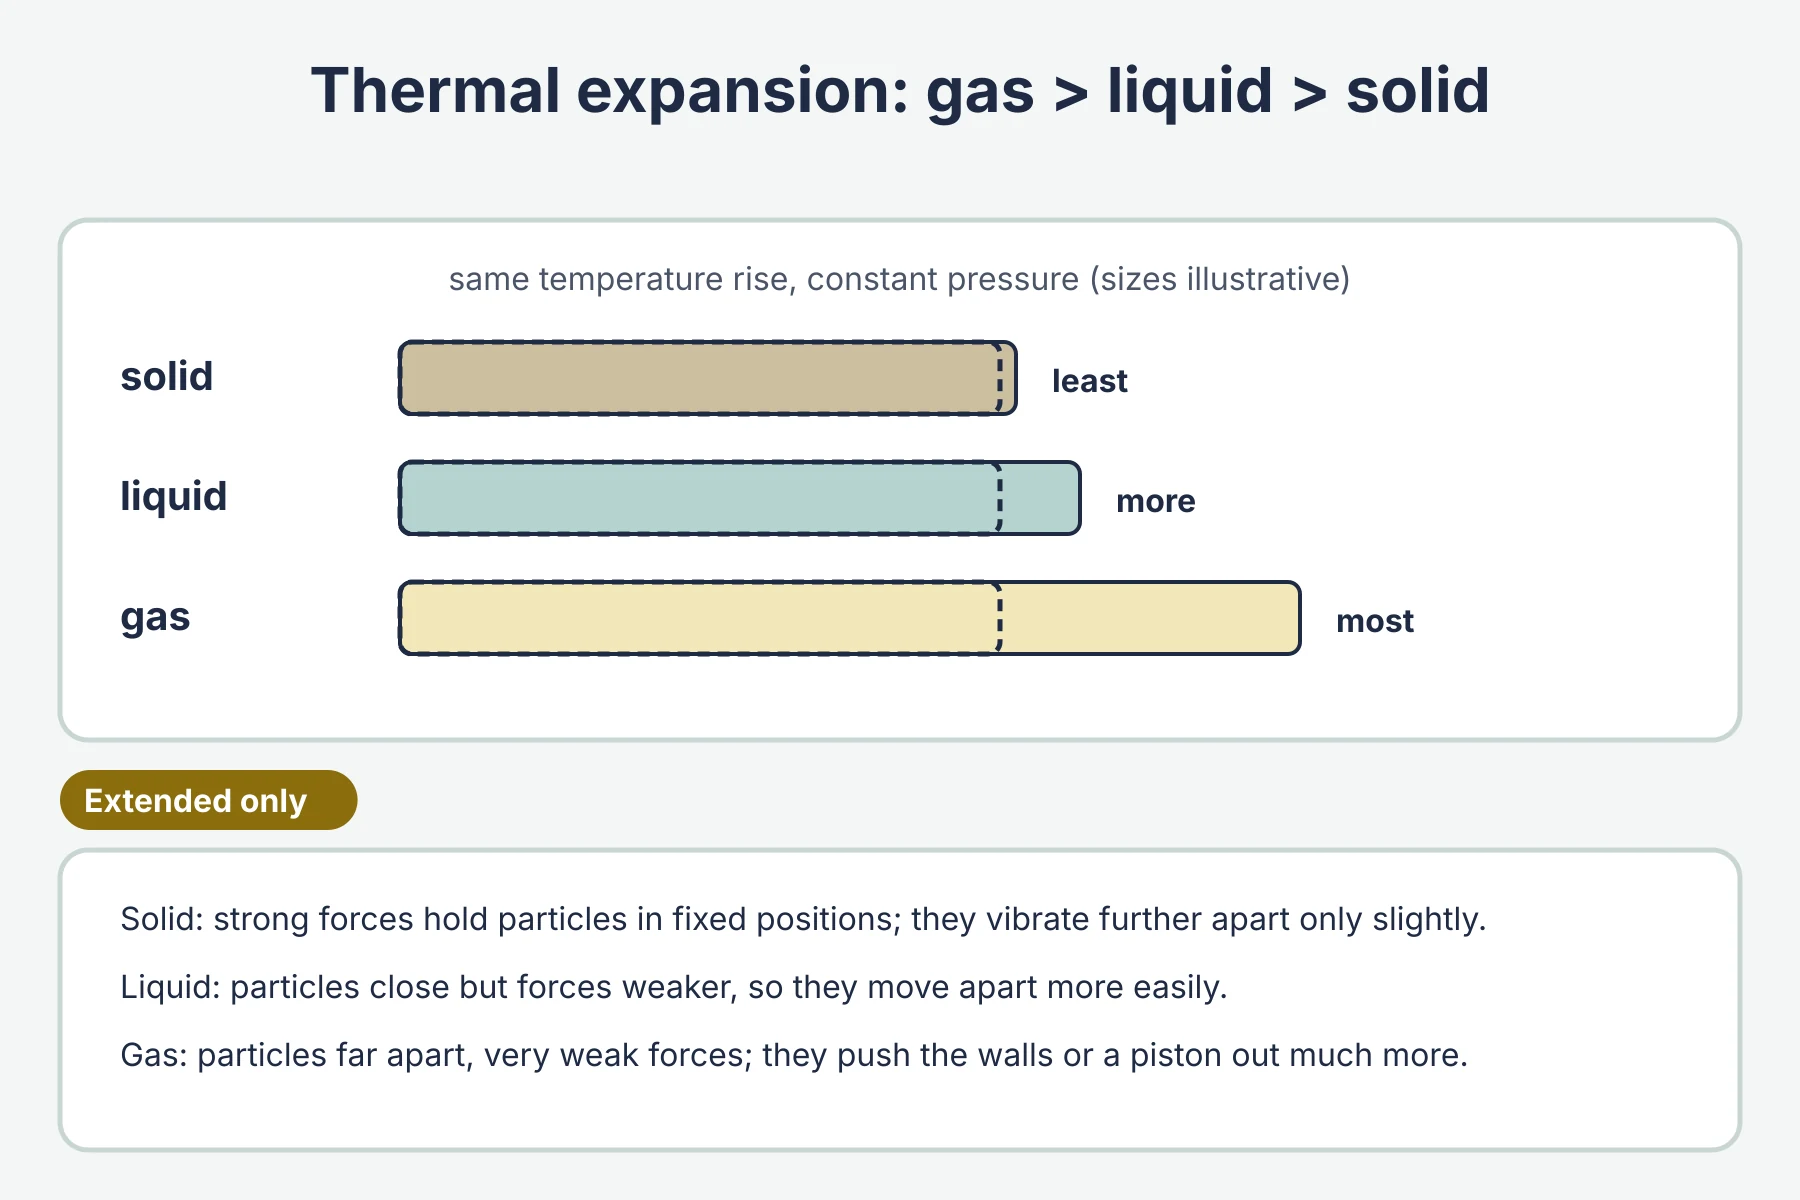 Thermal expansion: gas > liquid > solid
same temperature rise, constant pressure (sizes illustrative)
solid
least
liquid
more
gas
most
Extended only
Solid: strong forces hold particles in fixed positions; they vibrate further apart only slightly.
Liquid: particles close but forces weaker, so they move apart more easily.
Gas: particles far apart, very weak forces; they push the walls or a piston out much more.